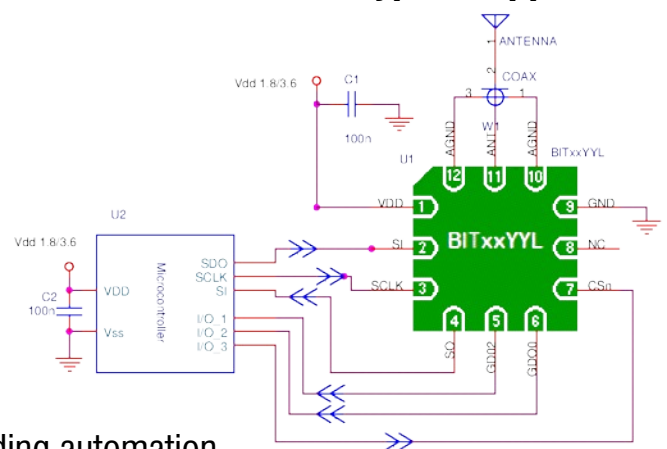 ANTENNA
1
2
COAX
3
1
W1
Vdd 1.8/3.6
C1
100n
U1
AGND
ANT
AGND
BITxxYYL
12
11
10
VDD
1
9
GND
BITxxYYL
SI
2
8
NC
SCLK
3
7
CSn
4
5
6
SO
GDO2
GDO0
U2
Vdd 1.8/3.6
C2
100n
VDD
Vss
Microcontroller
SDO
SCLK
SI
I/O_1
I/O_2
I/O_3
ding automation